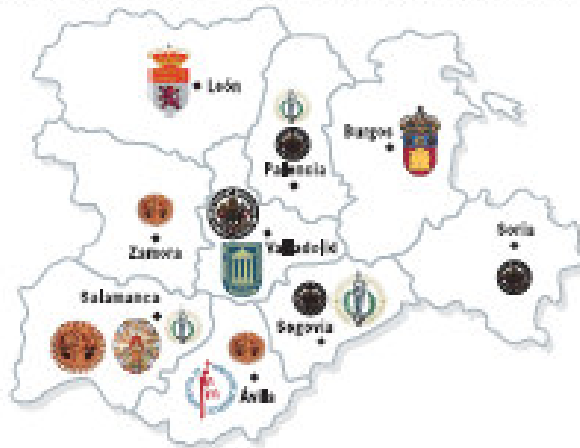 León
Burgos
Palencia
Zamora
Valladolid
Soria
Salamanca
Segovia
Ávila